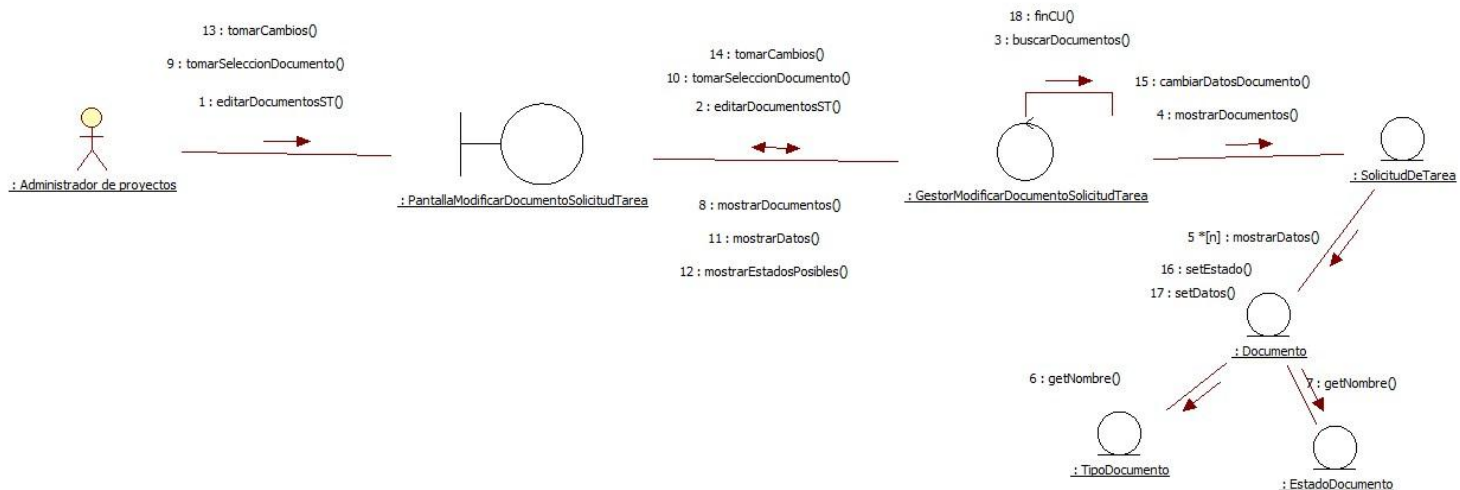 18 : finCU()
13 : tomarCambios()
3 : buscarDocumentos()
14 : tomarCambios()
9 : tomarSeleccionDocumento()
10 : tomarSeleccionDocumento()
15 : cambiarDatosDocumento()
1 : editarDocumentosST()
2 : editarDocumentosST()
4 : mostrarDocumentos()
: Administrador de proyectos
: PantallaModificarDocumentoSolicitudTarea
: GestorModificarDocumentoSolicitudTarea
: SolicitudDeTarea
8 : mostrarDocumentos()
11 : mostrarDatos()
12 : mostrarEstadosPosibles()
5 *[n] : mostrarDatos()
16 : setEstado()
17 : setDatos()
: Documento
6 : getNombre()
7 : getNombre()
: TipoDocumento
: EstadoDocumento